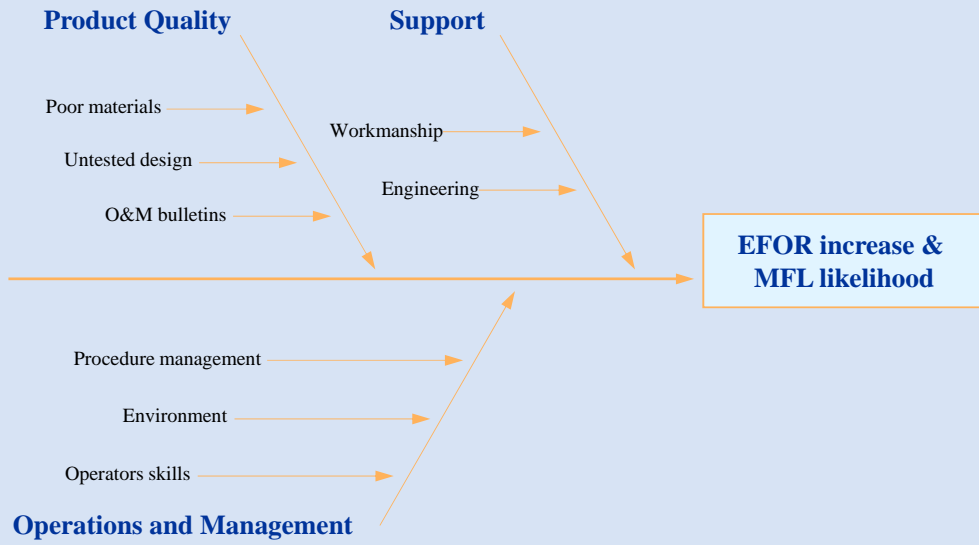 Product Quality
Support
Poor materials
Workmanship
Untested design
Engineering
O&M bulletins
EFOR increase &
MFL likelihood
Procedure management
Environment
Operators skills
Operations and Management